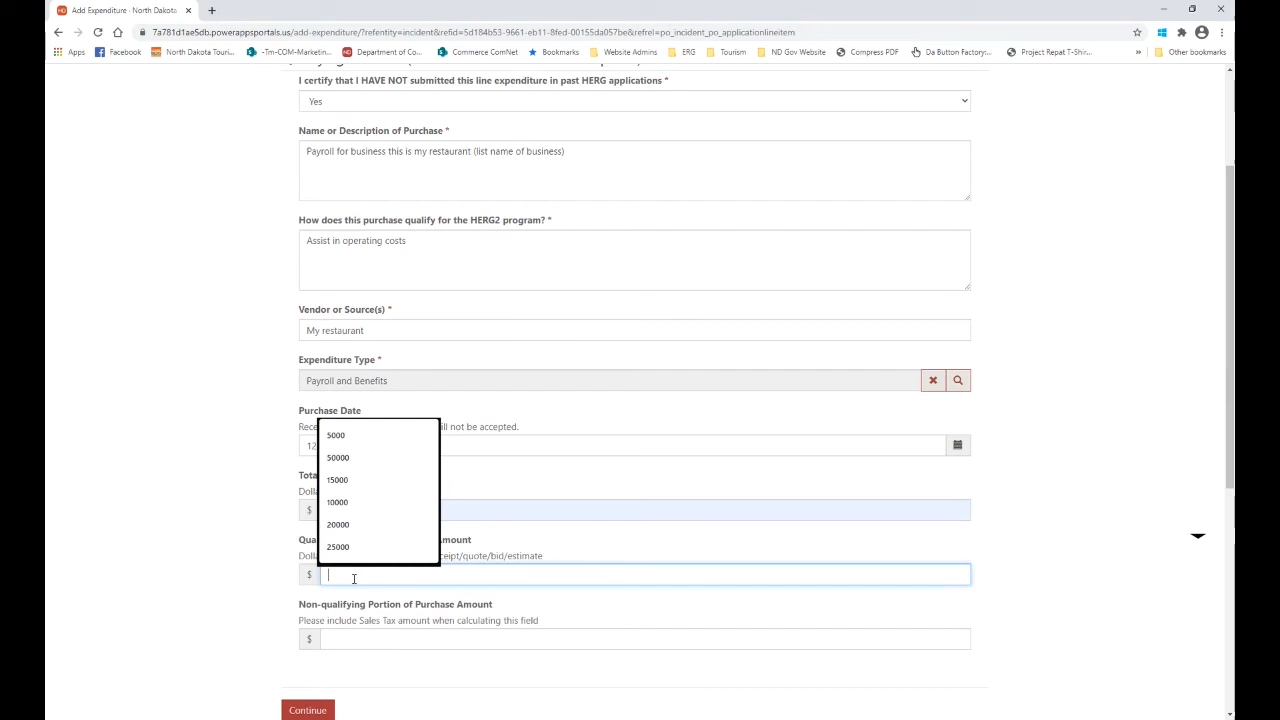 Add Expenditure · North Dakota
7a781d1ae5db.powerappsportals.us/add-expenditure/?refentity=incident&refid=5d184b53-9661-eb11-8fed-00155da057be&refrel=po_incident_po_applicationlineitem
Apps Facebook North Dakota Touri... -Tm-COM-Marketin... Department of Co... Commerce ComNet Bookmarks Website Admins ERG Tourism ND Gov Website Compress PDF Da Button Factory:... Project Repat T-Shir... » Other bookmarks
I certify that I HAVE NOT submitted this line expenditure in past HERG applications *
Yes
Name or Description of Purchase *
Payroll for business this is my restaurant (list name of business)
How does this purchase qualify for the HERG2 program? *
Assist in operating costs
Vendor or Source(s) *
My restaurant
Expenditure Type *
Payroll and Benefits
Purchase Date
ill not be accepted.
12
5000
50000
15000
10000
20000
25000
$
Amount
ceipt/quote/bid/estimate
$
Non-qualifying Portion of Purchase Amount
Please include Sales Tax amount when calculating this field
$
Continue